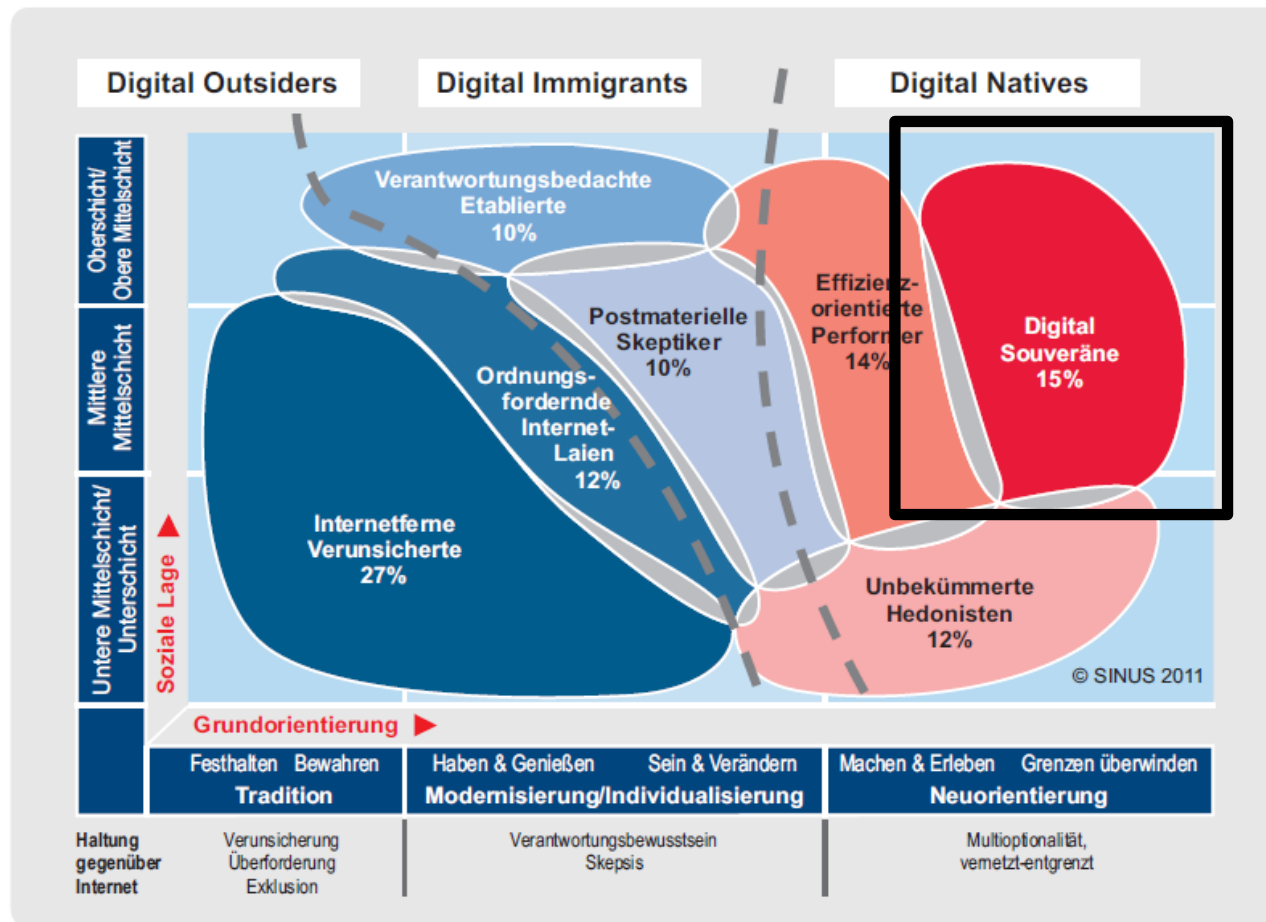 Digital Outsiders
Digital Immigrants
Digital Natives
Oberschicht/
Obere Mittelschicht
Mittlere
Mittelschicht
Untere Mittelschicht/
Unterschicht
Soziale Lage
Verantwortungsbedachte
Etablierte
10%
Postmaterielle
Skeptiker
10%
Effizienz-
orientierte
Performer
14%
Digital
Souveräne
15%
Ordnungs-
fordernde
Internet-
Laien
12%
Internetferne
Verunsicherte
27%
Unbekümmerte
Hedonisten
12%
© SINUS 2011
Grundorientierung
Festhalten Bewahren
Tradition
Haben & Genießen Sein & Verändern
Modernisierung/Individualisierung
Machen & Erleben Grenzen überwinden
Neuorientierung
Haltung
gegenüber
Internet
Verunsicherung
Überforderung
Exklusion
Verantwortungsbewusstsein
Skepsis
Multioptionalität,
vernetzt-entgrenzt